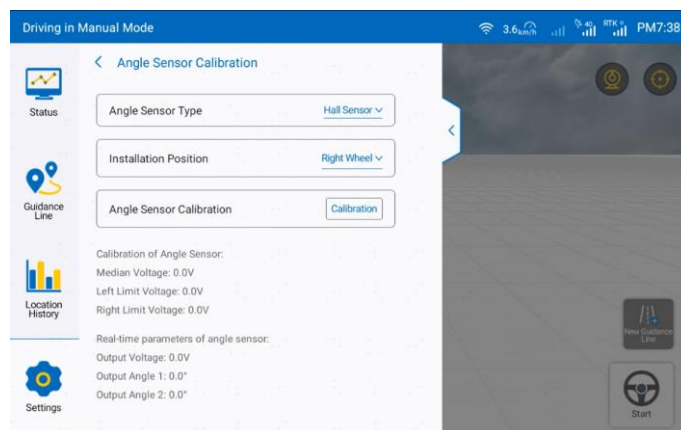 Driving in Manual Mode
3.6km/h
40
RTK
PM7:38
Angle Sensor Calibration
Status
Angle Sensor Type
Hall Sensor
Installation Position
Right Wheel
Guidance
Line
Angle Sensor Calibration
Calibration
Calibration of Angle Sensor:
Median Voltage: 0.0V
Left Limit Voltage: 0.0V
Right Limit Voltage: 0.0V
Location
History
Real-time parameters of angle sensor:
Output Voltage: 0.0V
Output Angle 1: 0.0°
Output Angle 2: 0.0°
Settings
New Guidance
Line
Start